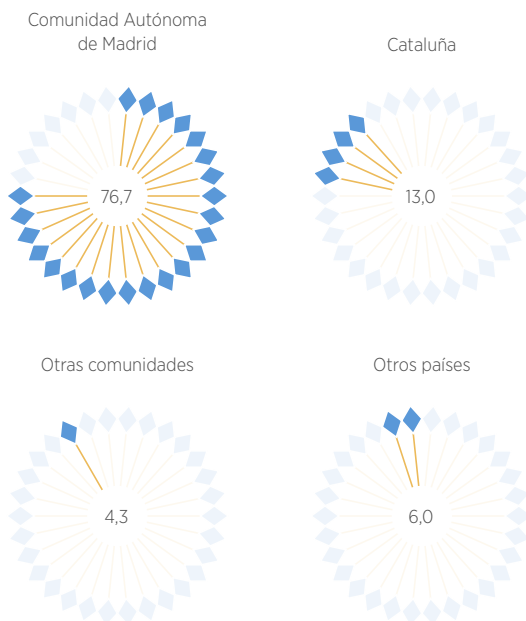 Comunidad Autónoma
de Madrid
Cataluña
76,7
13,0
Otras comunidades
Otros países
4,3
6,0